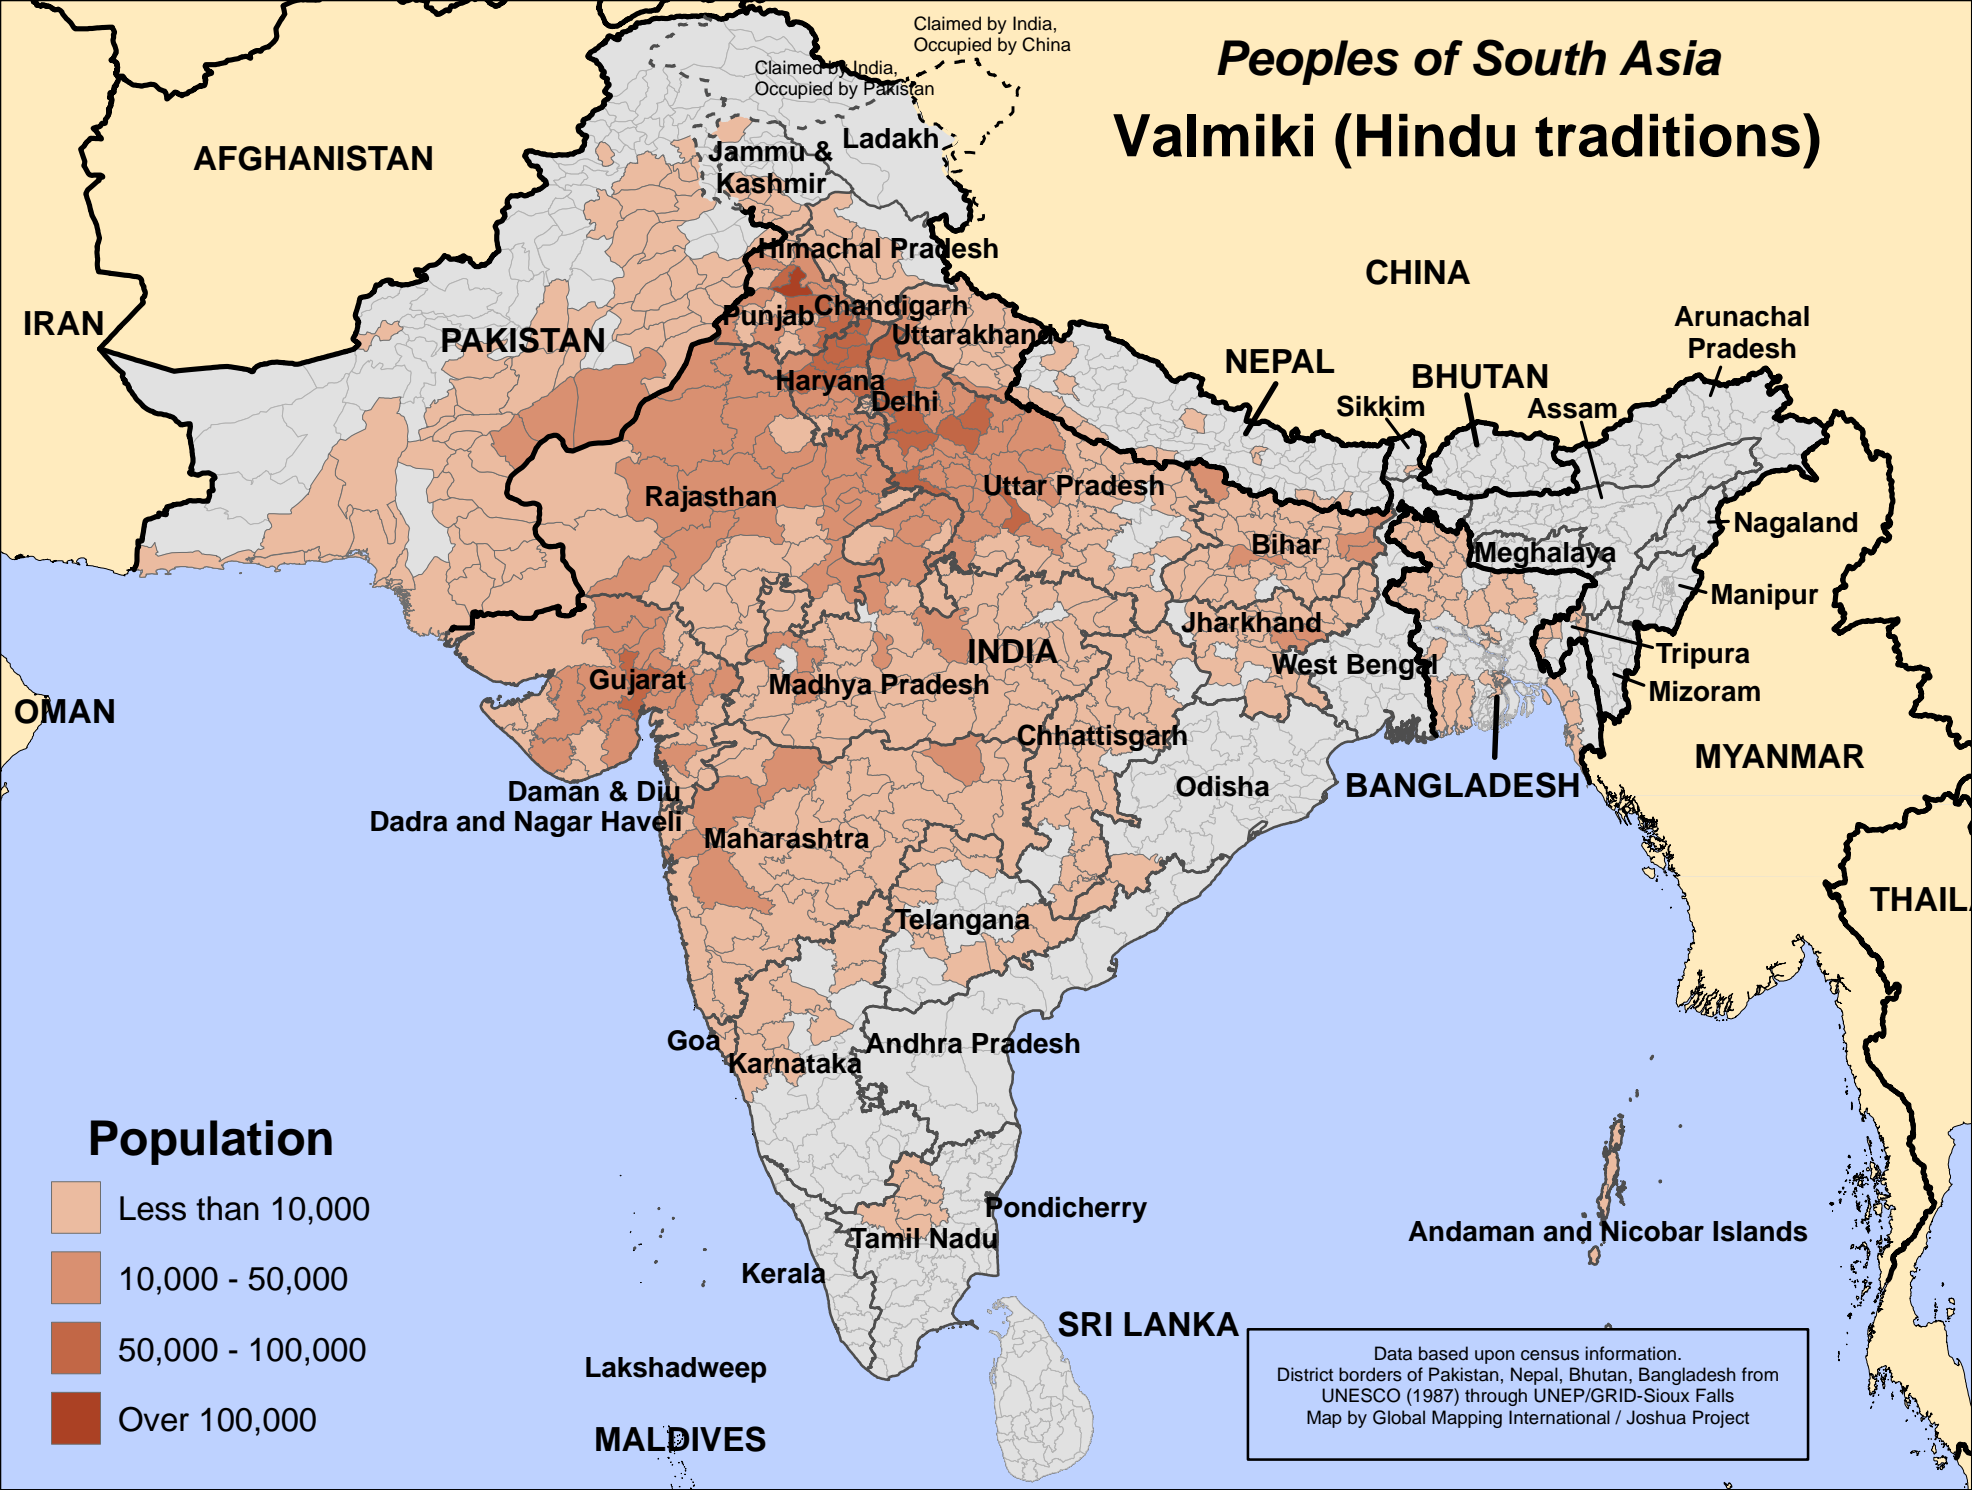 Claimed by India,
Occupied by China
Peoples of South Asia
Claimed by India,
Occupied by Pakistan
Valmiki (Hindu traditions)
AFGHANISTAN
Jammu &
Kashmir
Ladakh
Himachal Pradesh
CHINA
IRAN
PAKISTAN
Punjab
Chandigarh
Uttarakhand
Arunachal
Pradesh
NEPAL
BHUTAN
Haryana
Delhi
Sikkim
Assam
Rajasthan
Uttar Pradesh
Nagaland
Bihar
Meghalaya
Manipur
Jharkhand
INDIA
Tripura
West Bengal
Gujarat
Madhya Pradesh
Mizoram
OMAN
Chhattisgarh
MYANMAR
Odisha
BANGLADESH
Daman & Diu
Dadra and Nagar Haveli
Maharashtra
THAIL
Telangana
Goa
Karnataka
Andhra Pradesh
Pondicherry
Tamil Nadu
Andaman and Nicobar Islands
Kerala
SRI LANKA
Lakshadweep
MALDIVES
Population
Less than 10,000
10,000 - 50,000
50,000 - 100,000
Over 100,000
Data based upon census information.
District borders of Pakistan, Nepal, Bhutan, Bangladesh from
UNESCO (1987) through UNEP/GRID-Sioux Falls
Map by Global Mapping International / Joshua Project